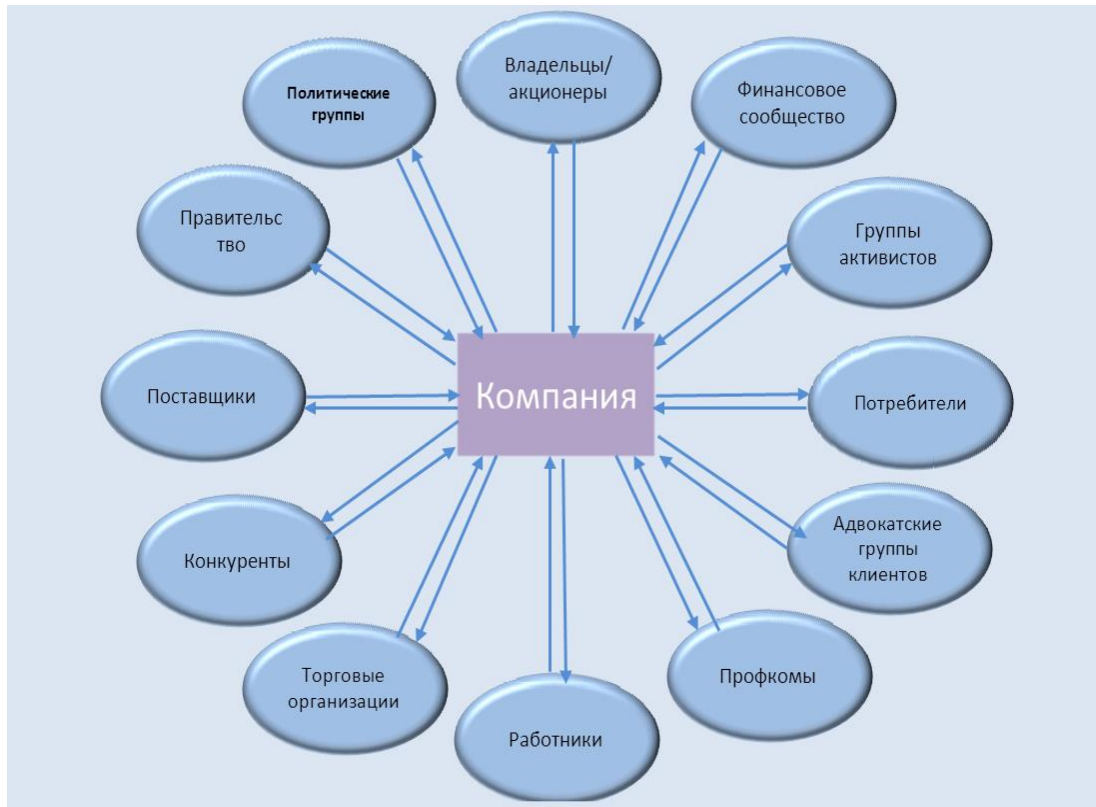 Владельцы/
акционеры
Политические
группы
Финансовое
сообщество
Правительс
тво
Группы
активистов
Компания
Поставщики
Потребители
Конкуренты
Адвокатские
группы
клиентов
Торговые
организации
Профкомы
Работники